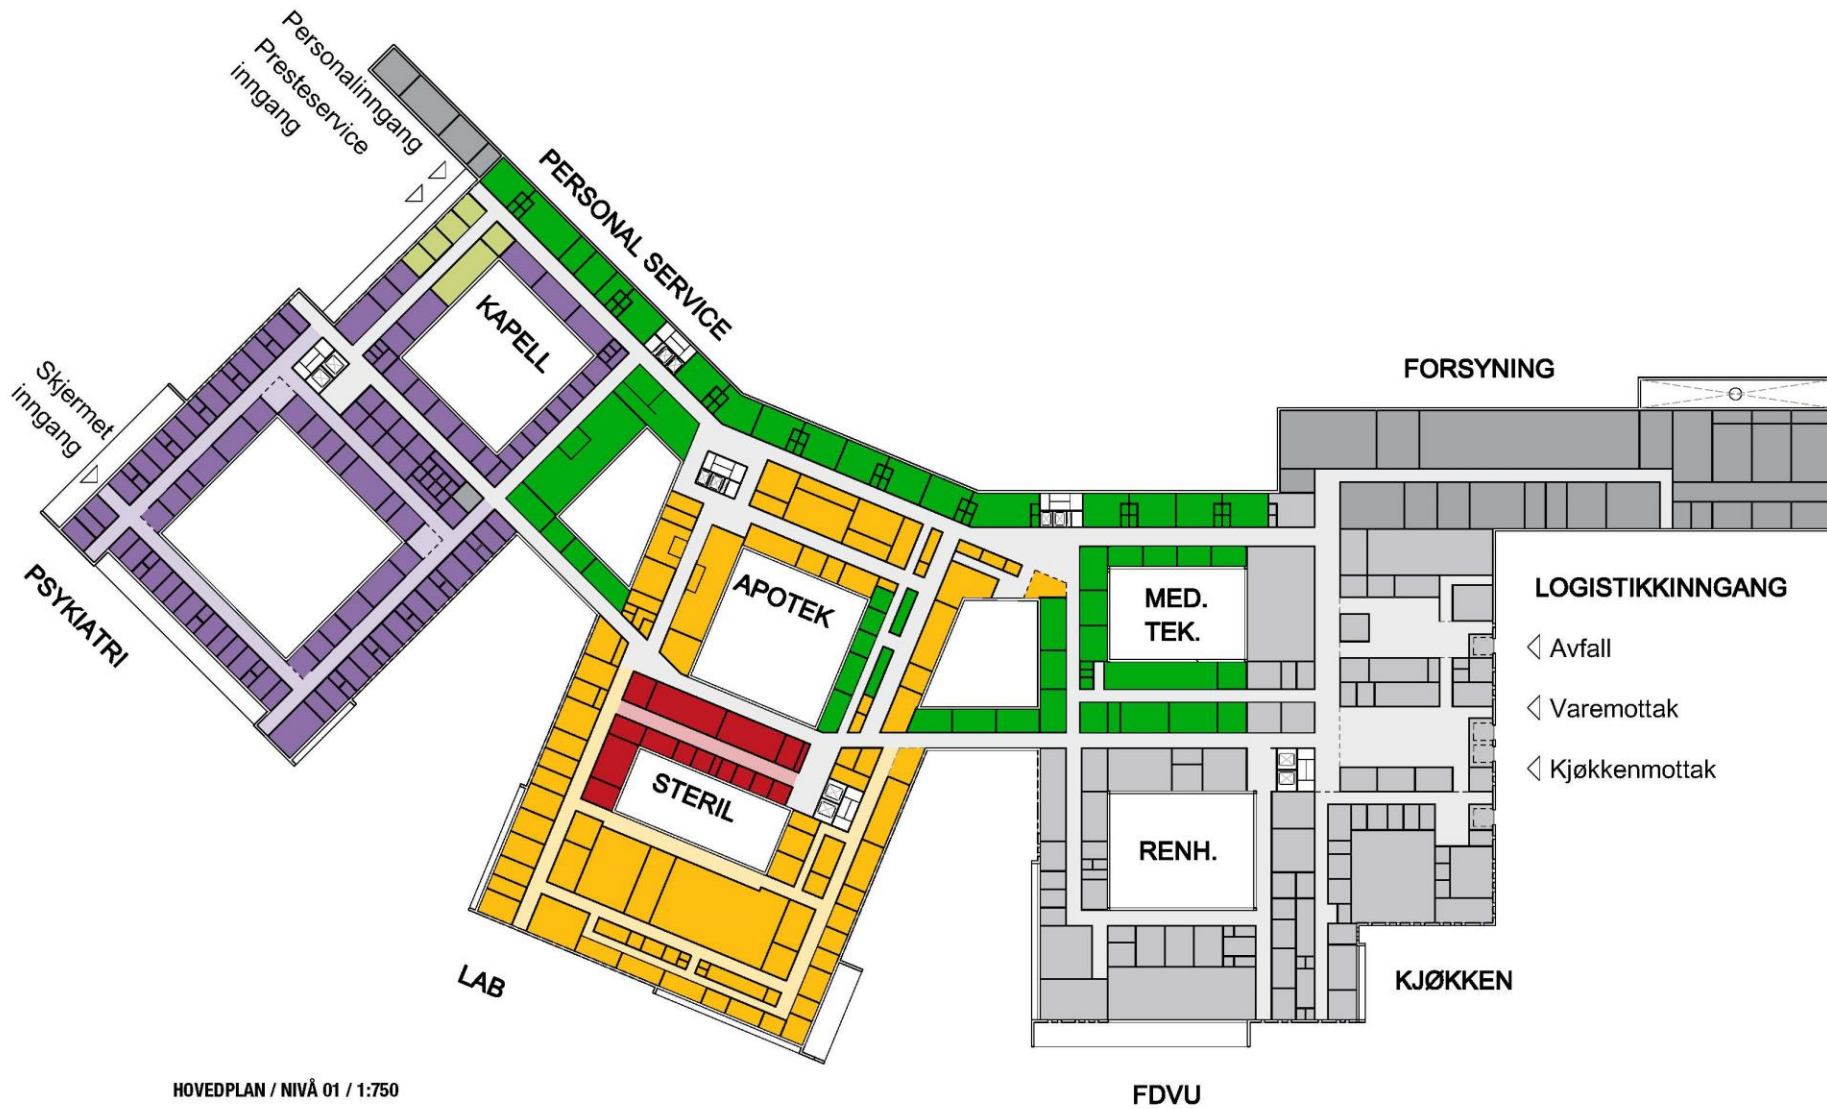 Personalinngang
Presteservice
inngang
PERSONAL SERVICE
KAPELL
Skjermet
inngang
PSYKIATRI
FORSYNING
APOTEK
MED.
TEK.
LOGISTIKKINNGANG
Avfall
Varemottak
Kjøkkenmottak
STERIL
RENH.
LAB
KJØKKEN
FDVU
HOVEDPLAN / NIVÅ 01 / 1:750